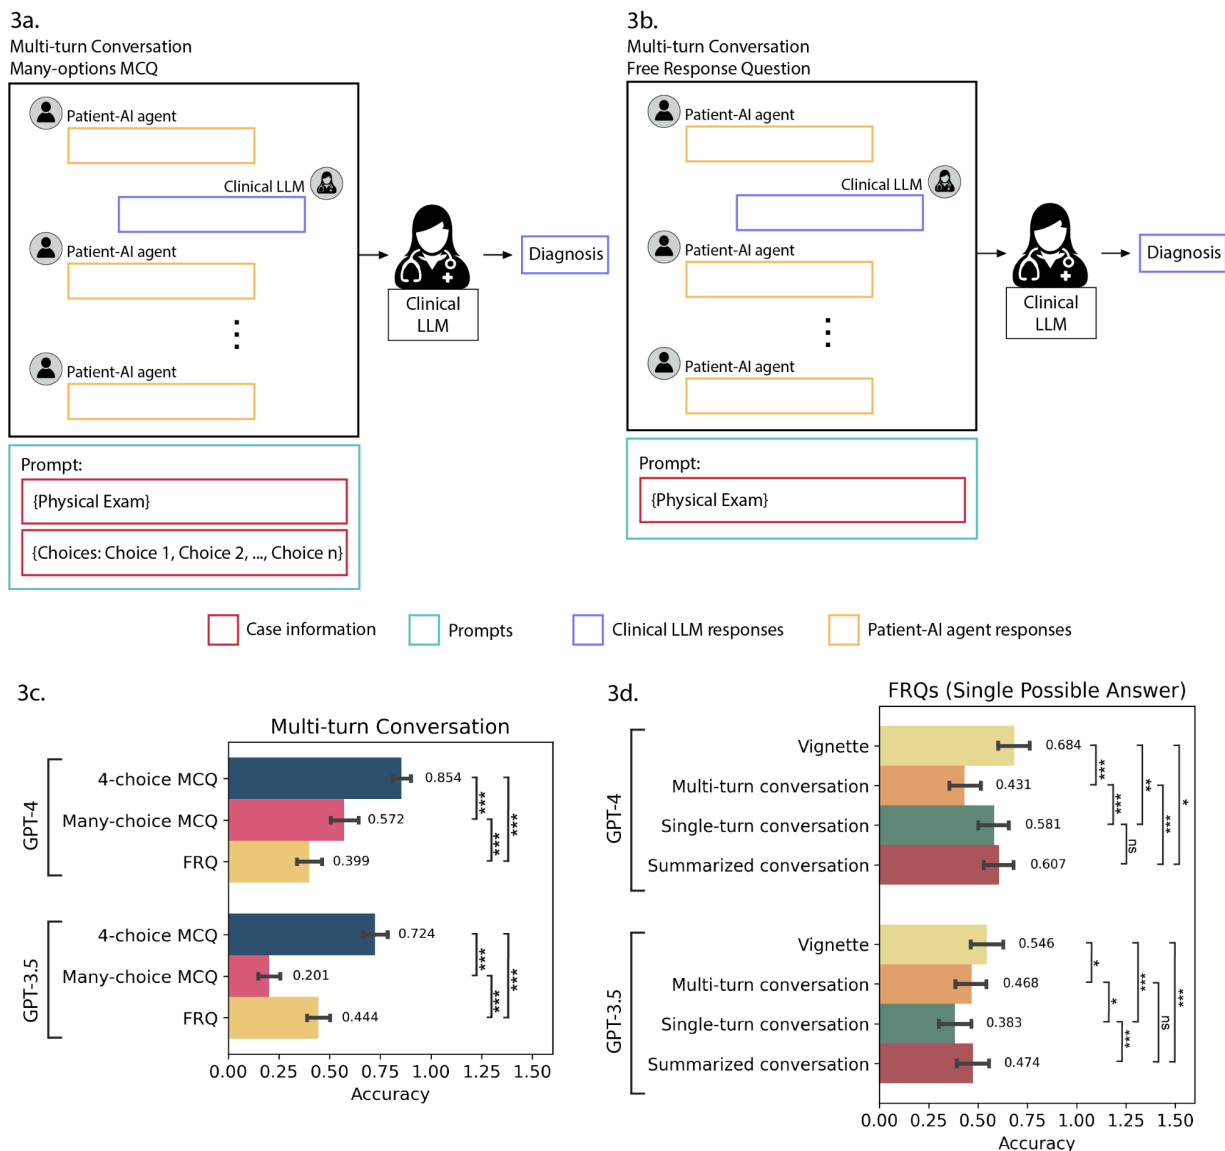 3a.
Multi-turn Conversation
Many-options MCQ
Patient-AI agent
Clinical LLM
Patient-AI agent
Patient-AI agent
Clinical
LLM
Diagnosis
Prompt:
{Physical Exam}
{Choices: Choice 1, Choice 2, ..., Choice n}
3b.
Multi-turn Conversation
Free Response Question
Patient-AI agent
Clinical LLM
Patient-AI agent
Patient-AI agent
Clinical
LLM
Diagnosis
Prompt:
{Physical Exam}
Case information
Prompts
Clinical LLM responses
Patient-AI agent responses
3c.
Multi-turn Conversation
GPT-4
4-choice MCQ 0.854
Many-choice MCQ 0.572
FRQ 0.399
*** *** ***
GPT-3.5
4-choice MCQ 0.724
Many-choice MCQ 0.201
FRQ 0.444
*** *** ***
0.00 0.25 0.50 0.75 1.00 1.25 1.50
Accuracy
3d.
FRQs (Single Possible Answer)
GPT-4
Vignette 0.684
Multi-turn conversation 0.431
Single-turn conversation 0.581
Summarized conversation 0.607
*** *** ns ** *** *
GPT-3.5
Vignette 0.546
Multi-turn conversation 0.468
Single-turn conversation 0.383
Summarized conversation 0.474
* * *** *** ns ***
0.00 0.25 0.50 0.75 1.00 1.25 1.50
Accuracy